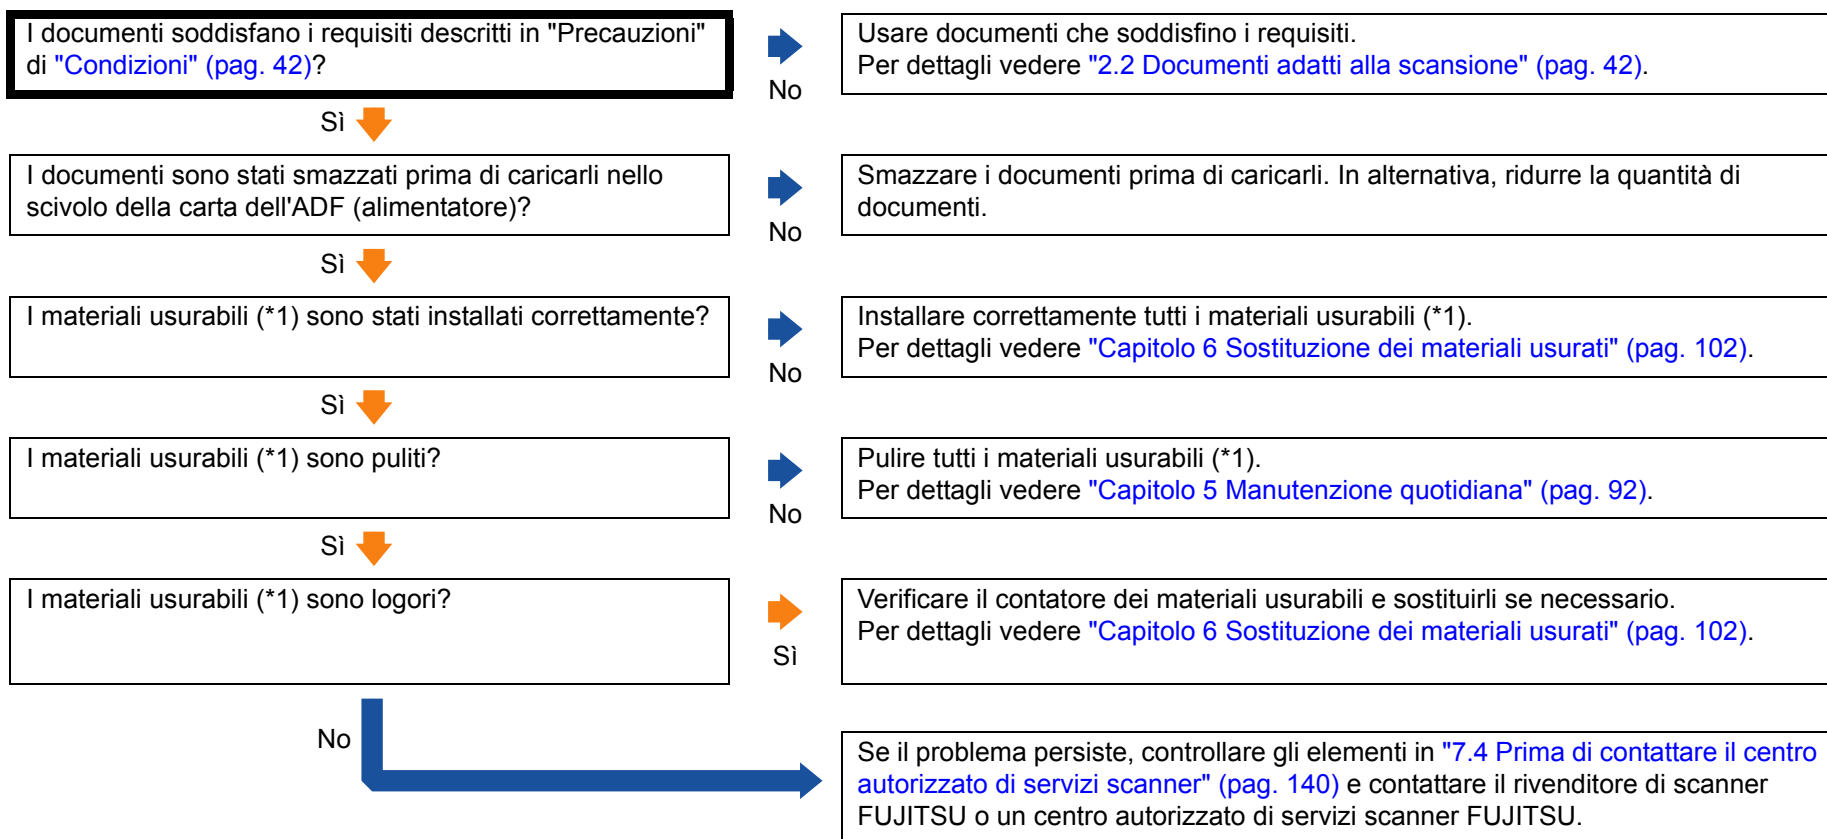 I documenti soddisfano i requisiti descritti in "Precauzioni"
di "Condizioni" (pag. 42)?
No
Usare documenti che soddisfino i requisiti.
Per dettagli vedere "2.2 Documenti adatti alla scansione" (pag. 42).
Sì
I documenti sono stati smazzati prima di caricarli nello
scivolo della carta dell'ADF (alimentatore)?
No
Smazzare i documenti prima di caricarli. In alternativa, ridurre la quantità di
documenti.
Sì
I materiali usurabili (*1) sono stati installati correttamente?
No
Installare correttamente tutti i materiali usurabili (*1).
Per dettagli vedere "Capitolo 6 Sostituzione dei materiali usurati" (pag. 102).
Sì
I materiali usurabili (*1) sono puliti?
No
Pulire tutti i materiali usurabili (*1).
Per dettagli vedere "Capitolo 5 Manutenzione quotidiana" (pag. 92).
Sì
I materiali usurabili (*1) sono logori?
Sì
Verificare il contatore dei materiali usurabili e sostituirli se necessario.
Per dettagli vedere "Capitolo 6 Sostituzione dei materiali usurati" (pag. 102).
No
Se il problema persiste, controllare gli elementi in "7.4 Prima di contattare il centro
autorizzato di servizi scanner" (pag. 140) e contattare il rivenditore di scanner
FUJITSU o un centro autorizzato di servizi scanner FUJITSU.